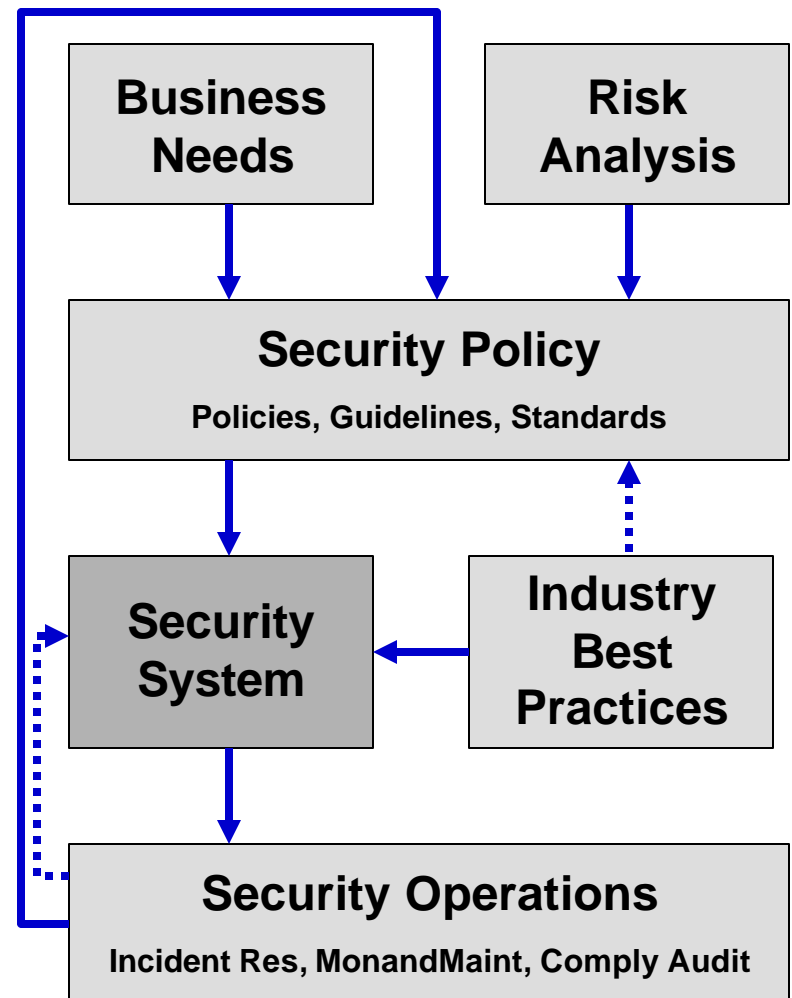 Business
Needs
Risk
Analysis
Security Policy
Policies, Guidelines, Standards
Security
System
Industry
Best
Practices
Security Operations
Incident Res, MonandMaint, Comply Audit